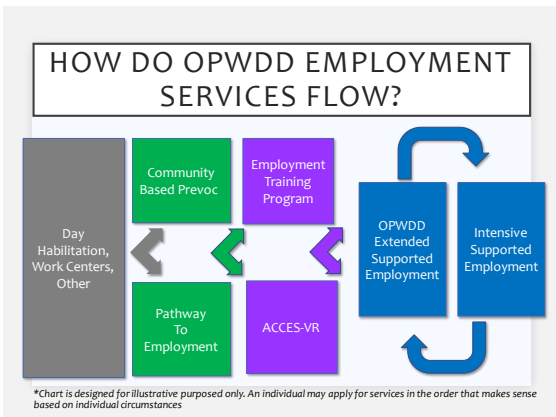 HOW DO OPWDD EMPLOYMENT
SERVICES FLOW?
Day
Habilitation,
Work Centers,
Other
Community
Based Prevoc
Pathway
To
Employment
Employment
Training
Program
ACCES-VR
OPWDD
Extended
Supported
Employment
Intensive
Supported
Employment
*Chart is designed for illustrative purposed only. An individual may apply for services in the order that makes sense
based on individual circumstances